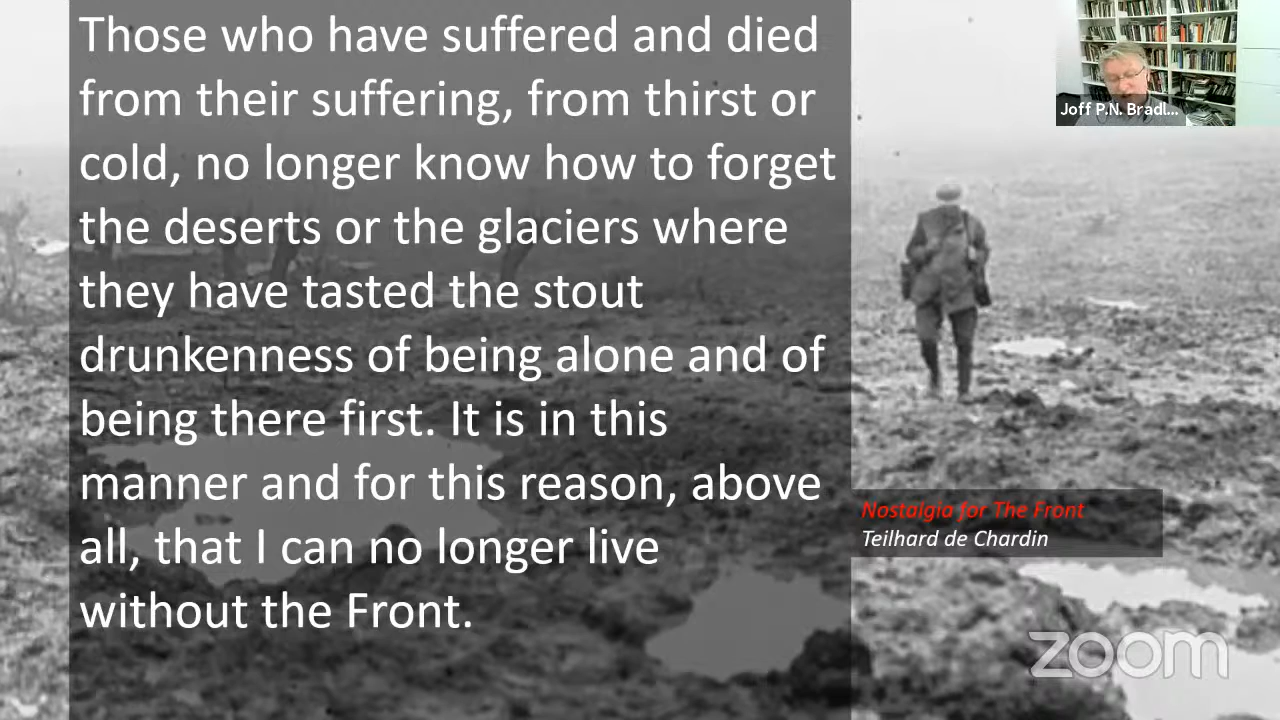 Those who have suffered and died
from their suffering, from thirst or
cold, no longer know how to forget
the deserts or the glaciers where
they have tasted the stout
drunkenness of being alone and of
being there first. It is in this
manner and for this reason, above
all, that I can no longer live
without the Front.
Joff P.N. Bradl...
Nostalgia for The Front
Teilhard de Chardin
zoom